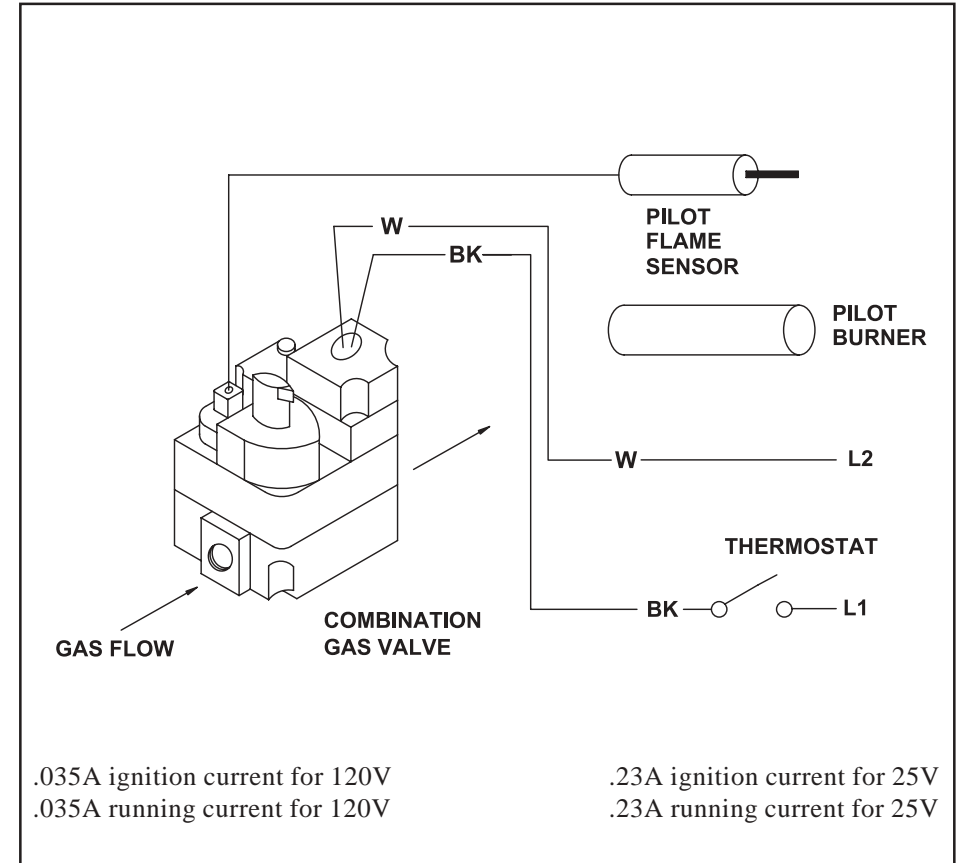 W
BK
PILOT
FLAME
SENSOR
PILOT
BURNER
W
L2
THERMOSTAT
BK
L1
COMBINATION
GAS VALVE
GAS FLOW
.035A ignition current for 120V
.035A running current for 120V
.23A ignition current for 25V
.23A running current for 25V